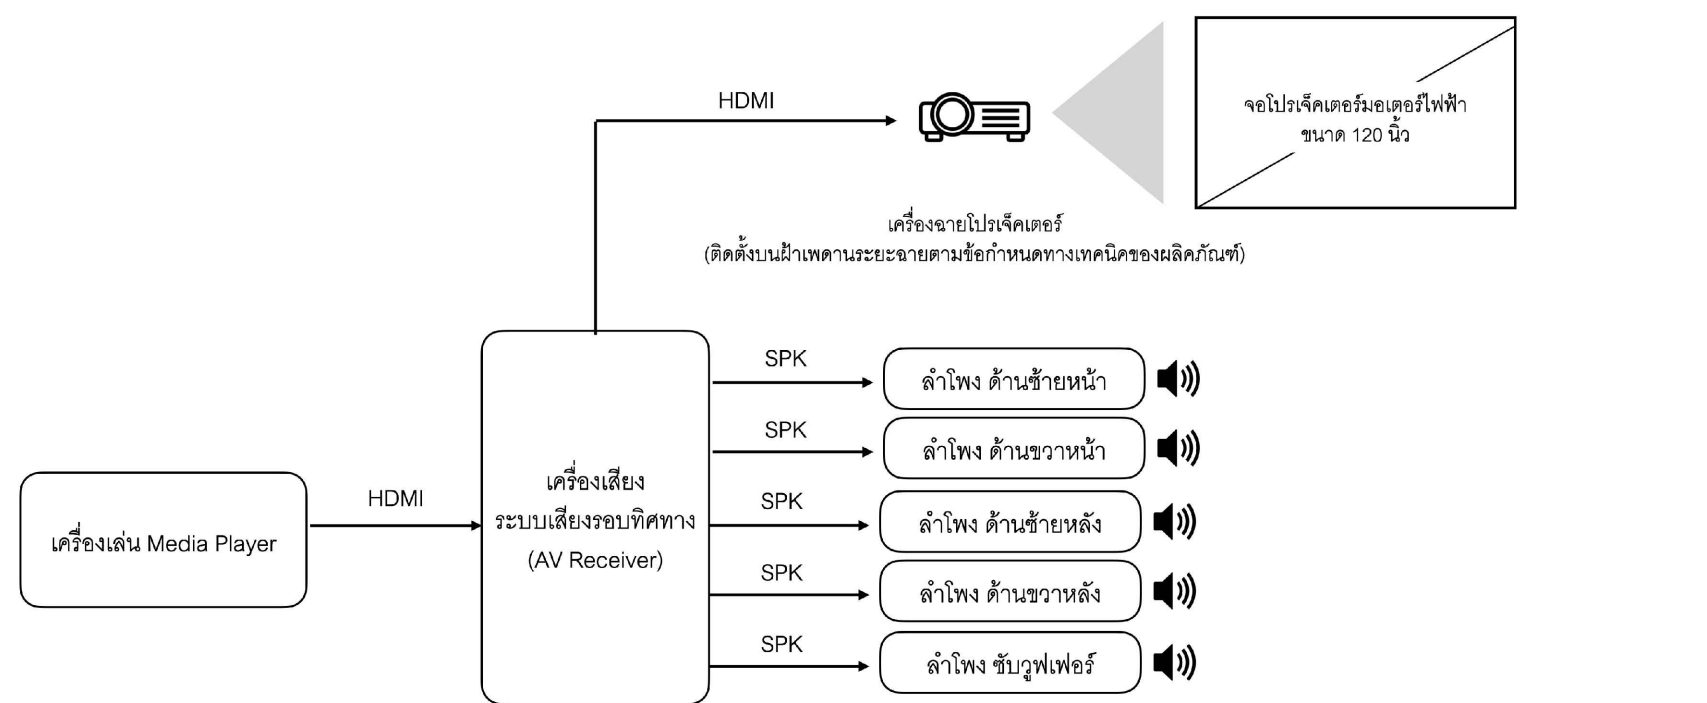 HDMI
จอโปรเจ็คเตอร์มอเตอร์ไฟฟ้า
ขนาด 120 นิ้ว
เครื่องฉายโปรเจ็คเตอร์
(ติดตั้งบนฝ้าเพดานระยะฉายตามข้อกำหนดทางเทคนิคของผลิคภัณฑ์)
เครื่องเล่น Media Player
HDMI
เครื่องเสียง
ระบบเสียงรอบทิศทาง
(AV Receiver)
SPK
ลำโพง ด้านซ้ายหน้า
SPK
ลำโพง ด้านขวาหน้า
SPK
ลำโพง ด้านซ้ายหลัง
SPK
ลำโพง ด้านขวาหลัง
SPK
ลำโพง ซับวูฟเฟอร์